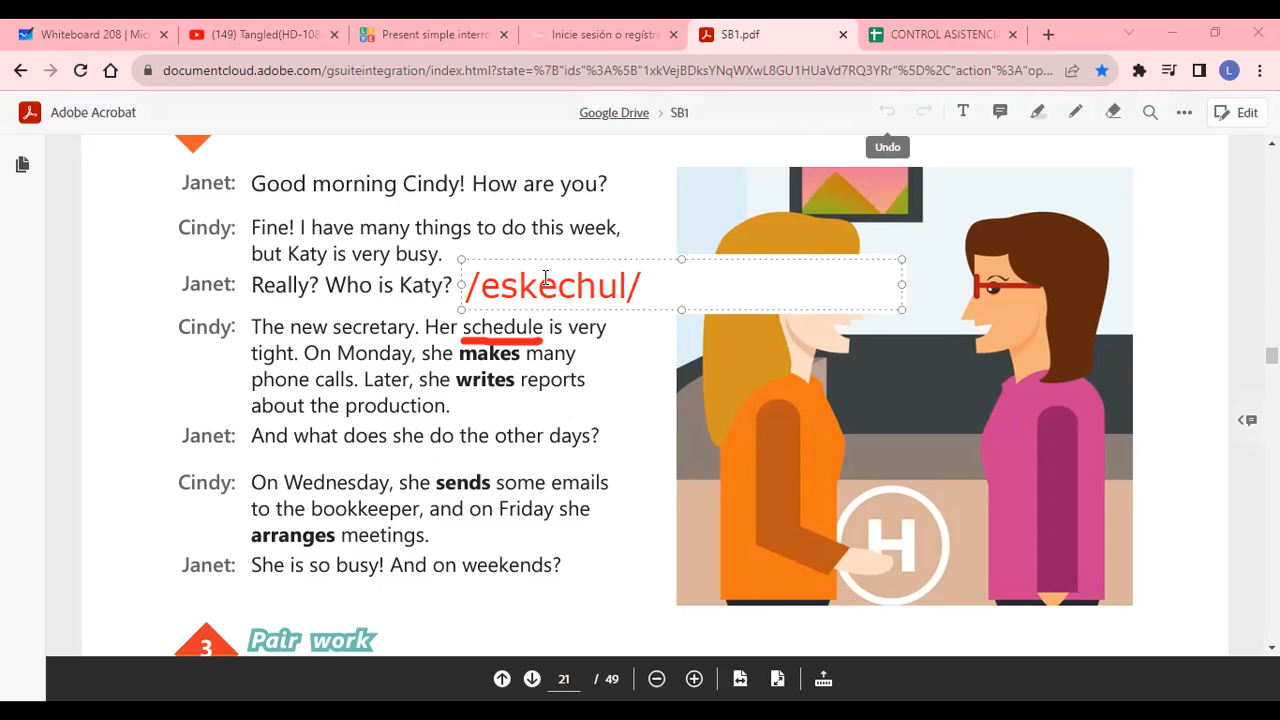 Whiteboard 208 | Mic
(149) Tangled(HD-108
Present simple interro
Inicie sesión o regístre
SB1.pdf
CONTROL ASISTENCIA
documentcloud.adobe.com/gsuiteintegration/index.html?state=%7B"ids"%3A%5B"1xkVejBDksYNqWXwL8GU1HUaVd7RQ3YRr"%5D%2C"action"%3A"op...
L
Adobe Acrobat
Google Drive > SB1
T
Edit
Undo
Janet: Good morning Cindy! How are you?
Cindy: Fine! I have many things to do this week,
but Katy is very busy.
Janet: Really? Who is Katy? /eskechul/
Cindy: The new secretary. Her schedule is very
tight. On Monday, she makes many
phone calls. Later, she writes reports
about the production.
Janet: And what does she do the other days?
Cindy: On Wednesday, she sends some emails
to the bookkeeper, and on Friday she
arranges meetings.
Janet: She is so busy! And on weekends?
H
3 Pair work
21 / 49